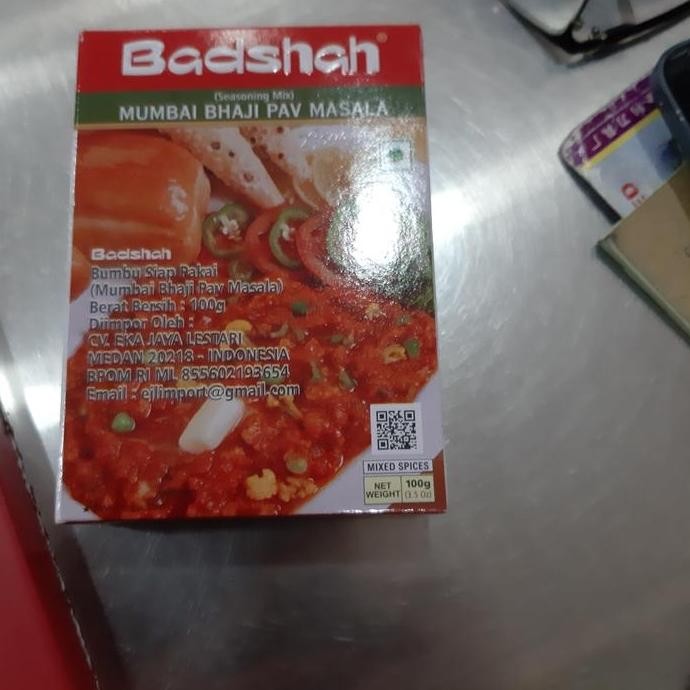 Badshah®
(Seasoning Mix)
MUMBAI BHAJI PAV MASALA
Badshah
Bumbu Siap Pakai
(Mumbai Bhaji Pav Masala)
Berat Bersih : 100g
Diimpor Oleh :
CV. EKA JAYA LESTARI
MEDAN 20218 - INDONESIA
BPOM RI ML 855602193654
Email : ejlimport@gmail.com
MIXED SPICES
NET WEIGHT 100g
(3.5 Oz)